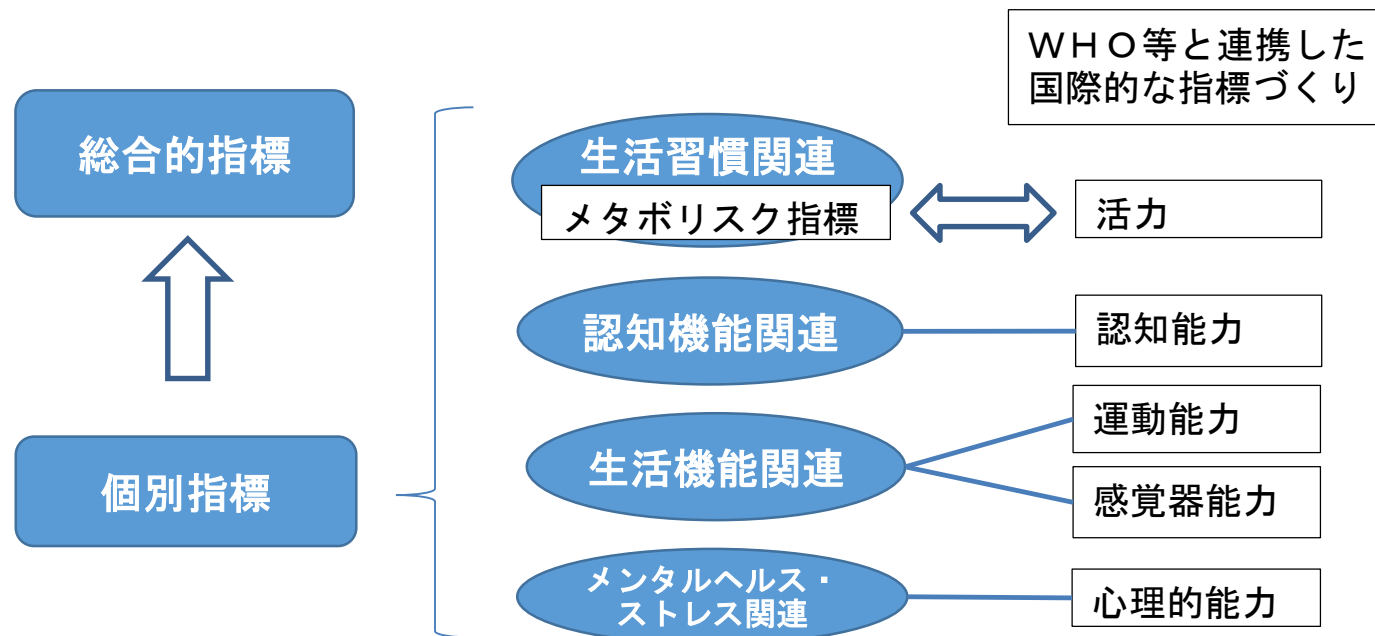 WHO等と連携した
国際的な指標づくり
総合的指標
個別指標
生活習慣関連
メタボリスク指標
活力
認知機能関連
認知能力
生活機能関連
運動能力
感覚器能力
メンタルヘルス・
ストレス関連
心理的能力